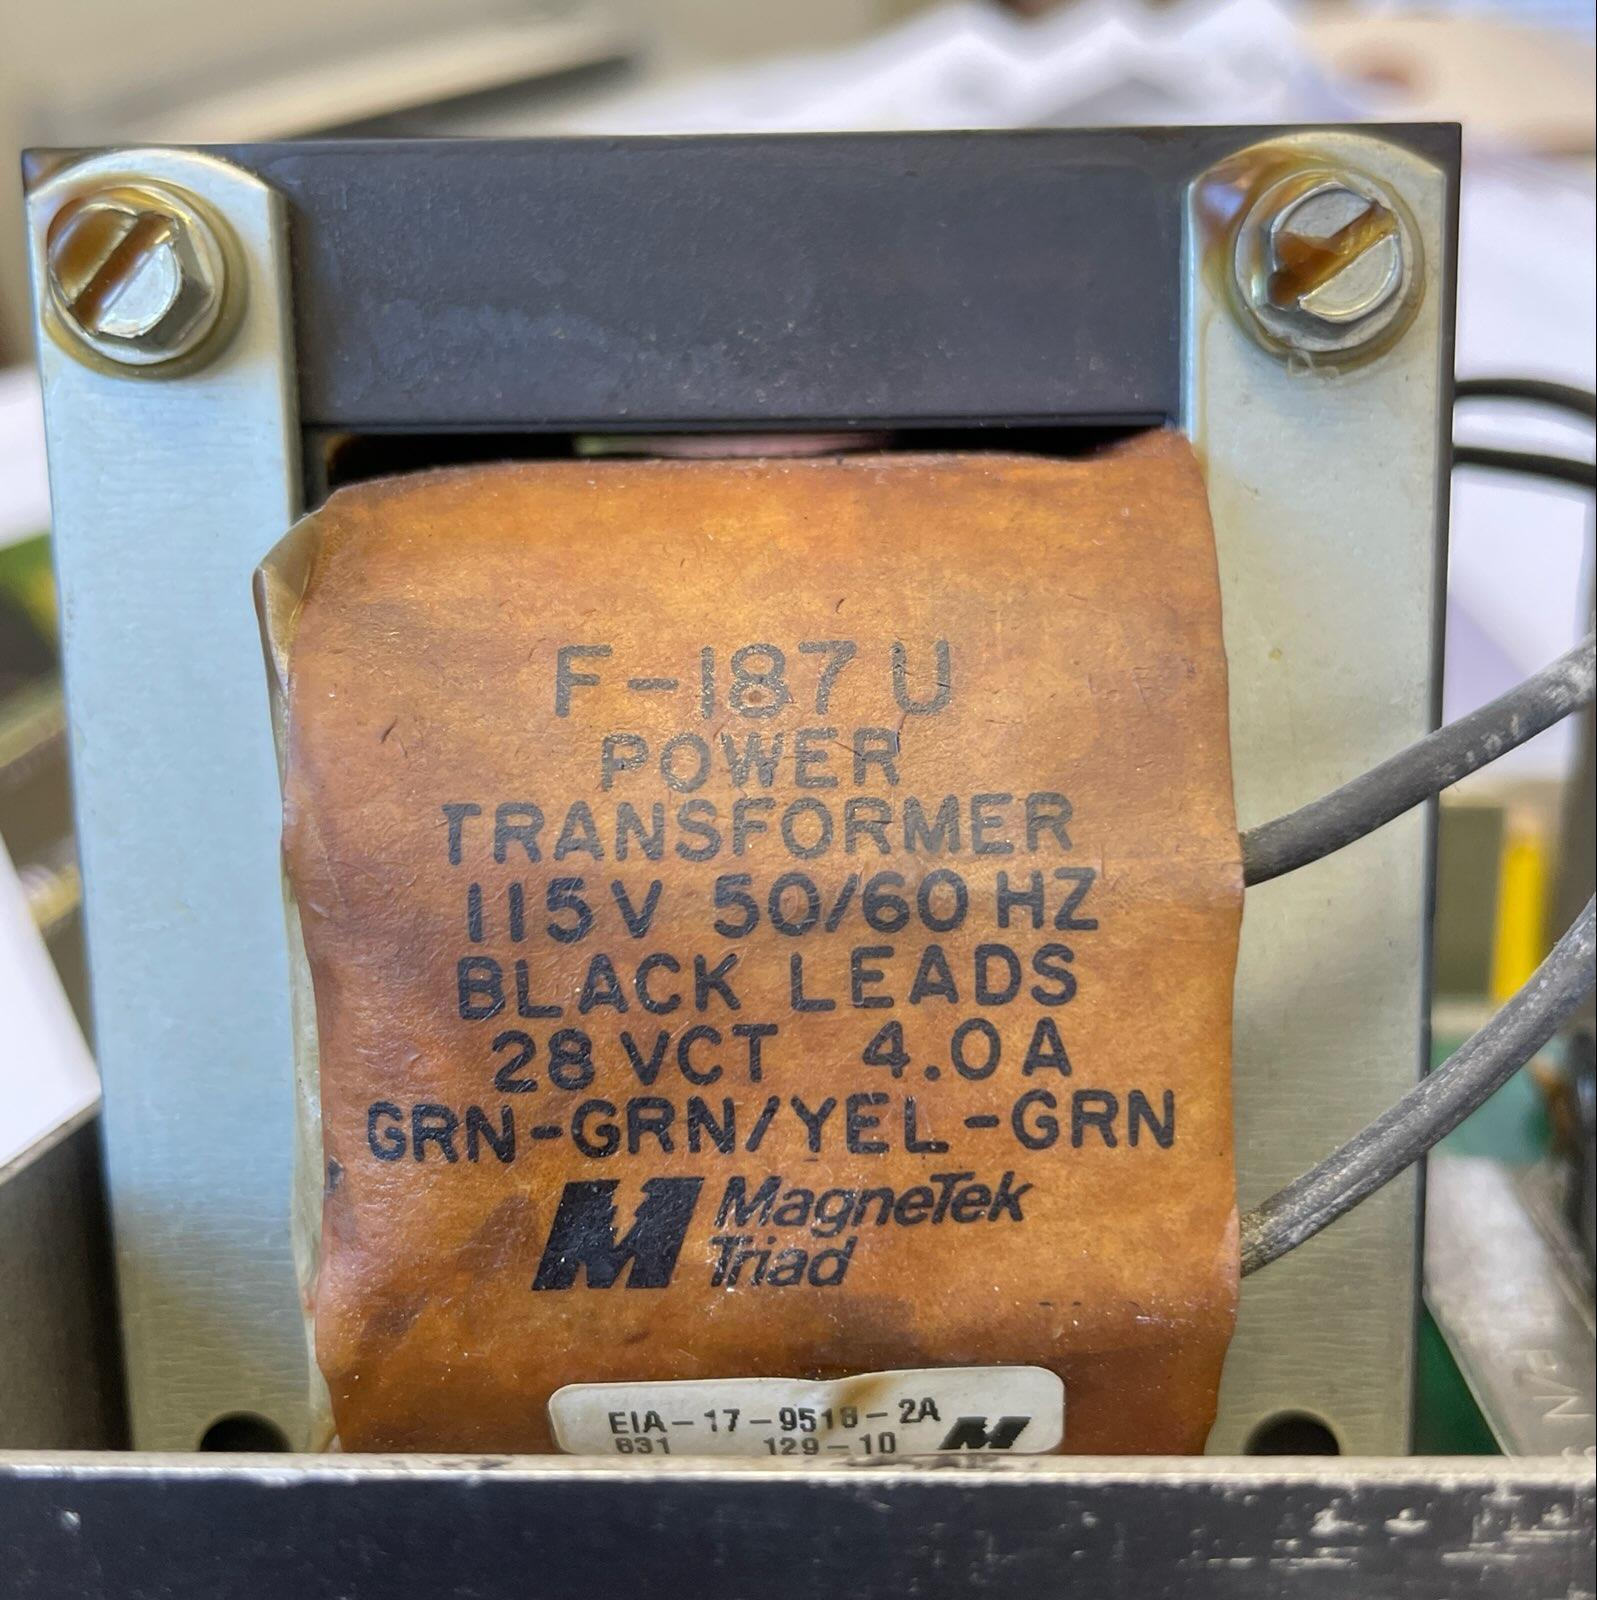 F-187U
POWER
TRANSFORMER
115V 50/60 HZ
BLACK LEADS
28 VCT 4.0A
GRN-GRN/YEL-GRN
MagneTek
Triad
EIA-17-9518-2A
831 129-10